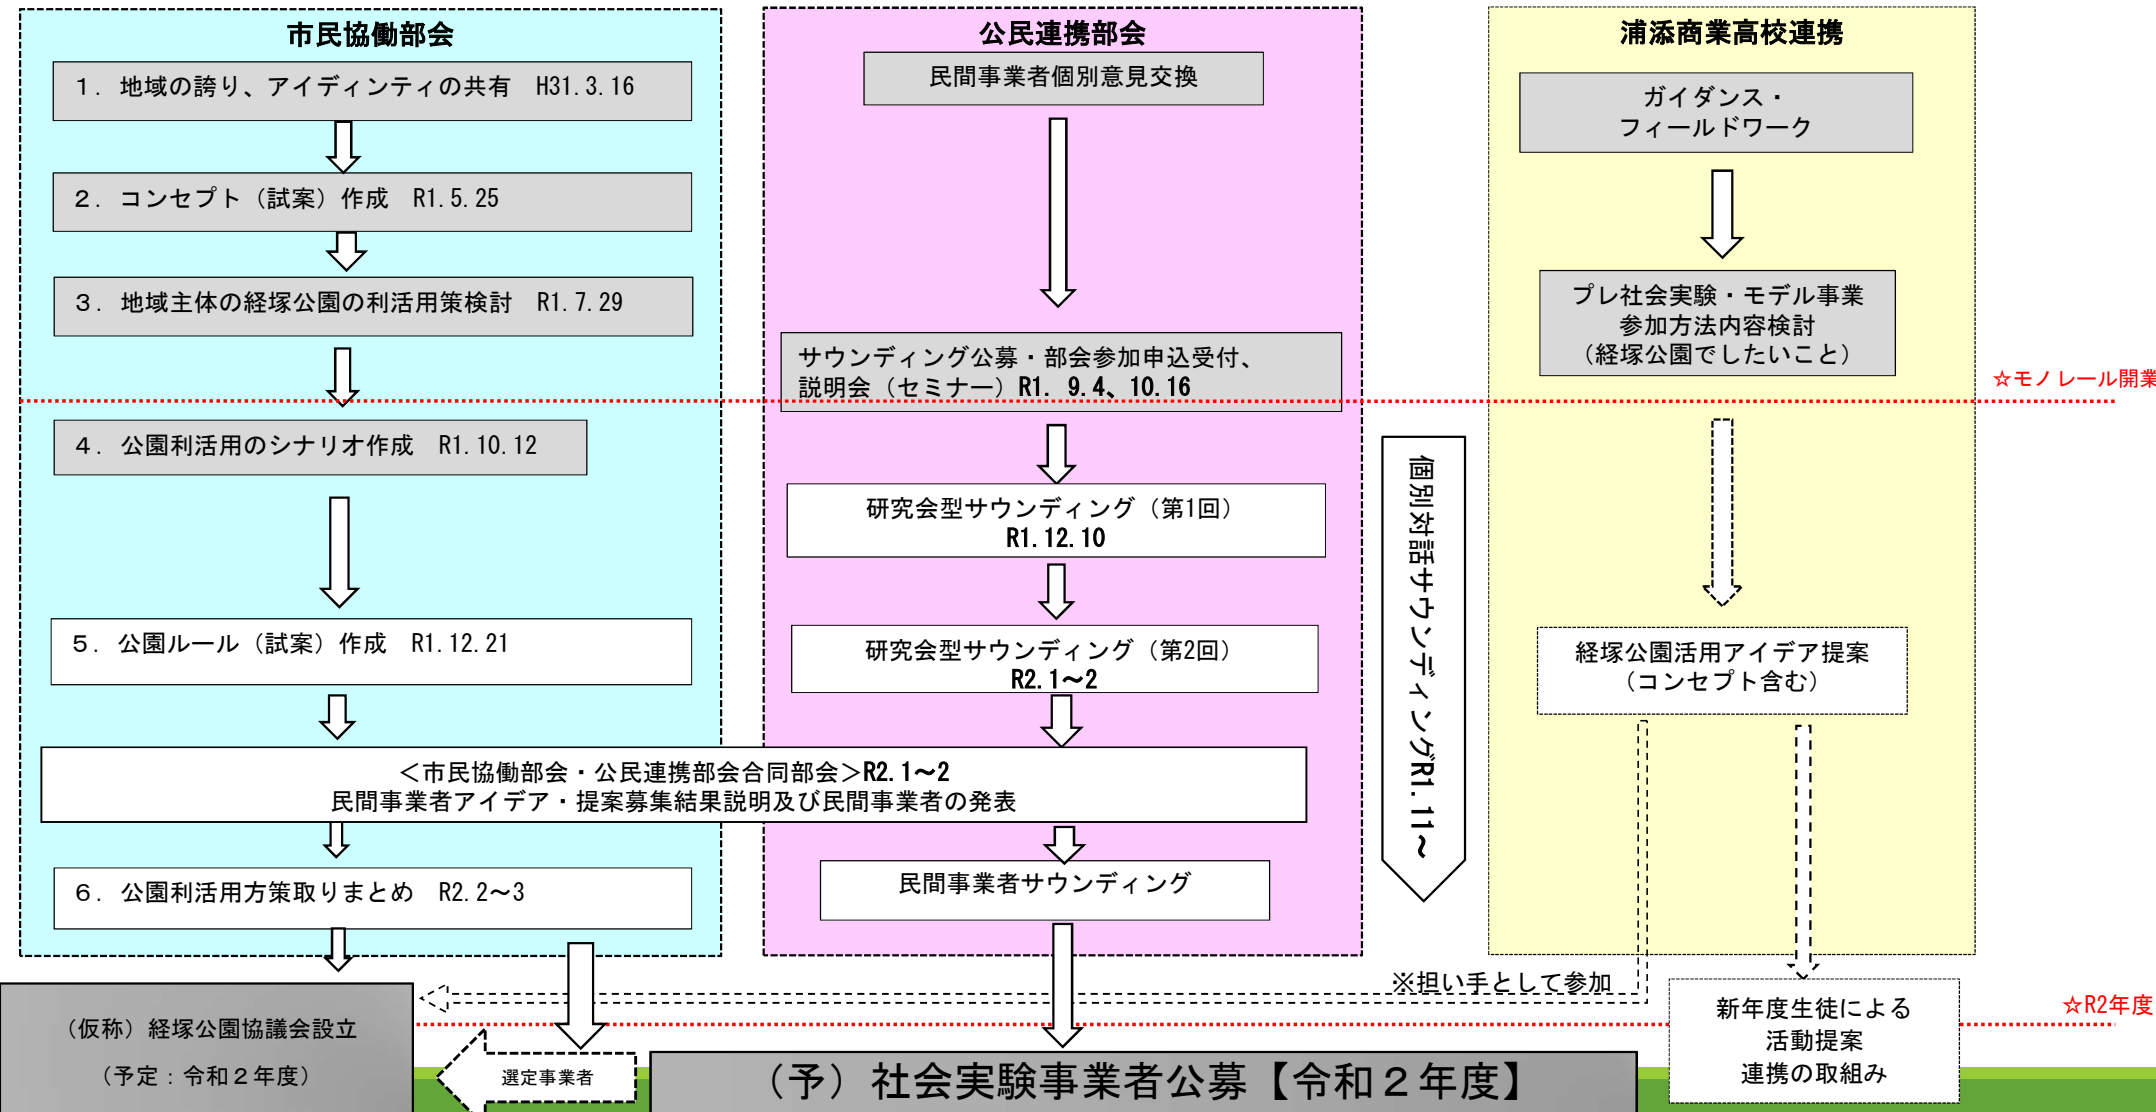 市民協働部会
1. 地域の誇り、アイディンティの共有 H31.3.16
2. コンセプト（試案）作成 R1.5.25
3. 地域主体の経塚公園の利活用策検討 R1.7.29
4. 公園利活用のシナリオ作成 R1.10.12
5. 公園ルール（試案）作成 R1.12.21
＜市民協働部会・公民連携部会合同部会＞R2.1～2
民間事業者アイデア・提案募集結果説明及び民間事業者の発表
6. 公園利活用方策取りまとめ R2.2～3
公民連携部会
民間事業者個別意見交換
サウンディング公募・部会参加申込受付、
説明会（セミナー）R1. 9.4、10.16
研究会型サウンディング（第1回）
R1.12.10
研究会型サウンディング（第2回）
R2.1～2
民間事業者サウンディング
個別対話サウンディングR1.11～
浦添商業高校連携
ガイダンス・
フィールドワーク
プレ社会実験・モデル事業
参加方法内容検討
（経塚公園でしたいこと）
☆モノレール開業
経塚公園活用アイデア提案
（コンセプト含む）
※担い手として参加
新年度生徒による
活動提案
連携の取組み
☆R2年度
（仮称）経塚公園協議会設立
（予定：令和２年度）
選定事業者
（予）社会実験事業者公募【令和２年度】